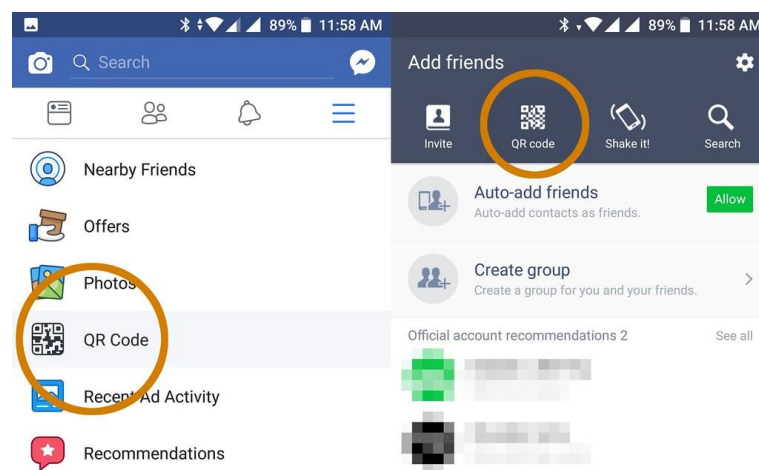 89% 11:58 AM
Search
Nearby Friends
Offers
Photos
QR Code
Recent Ad Activity
Recommendations
89% 11:58 AM
Add friends
Invite QR code Shake it! Search
Auto-add friends
Auto-add contacts as friends.
Allow
Create group
Create a group for you and your friends.
Official account recommendations 2 See all